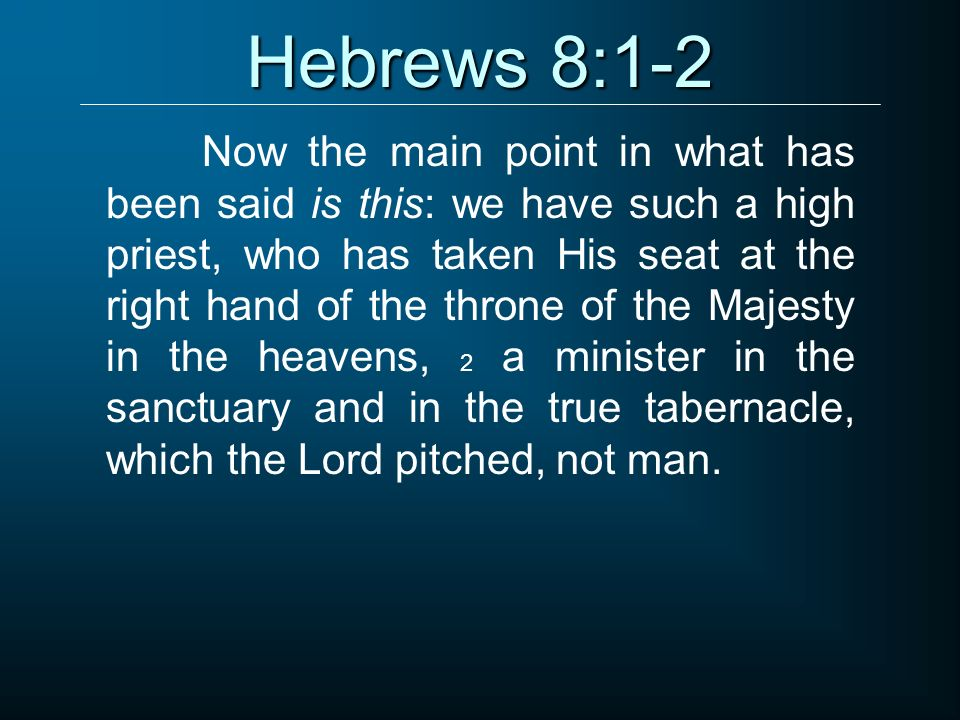 Hebrews 8:1-2
Now the main point in what has
been said is this: we have such a high
priest, who has taken His seat at the
right hand of the throne of the Majesty
in the heavens, 2 a minister in the
sanctuary and in the true tabernacle,
which the Lord pitched, not man.